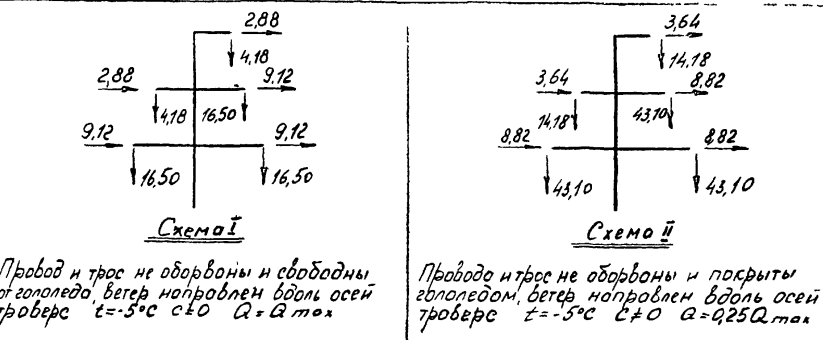 2,88
4,18
2,88
9,12
4,18
16,50
9,12
9,12
16,50
16,50
Схема I
Провод и трос не оборваны и свободны
от гололеда, ветер направлен вдоль осей
траверс t=-5°C C≠0 Q=Qmax
3,64
14,18
3,64
8,82
14,18
43,10
8,82
8,82
43,10
43,10
Схема II
Провода и трос не оборваны и покрыты
гололедом, ветер направлен вдоль осей
траверс t=-5°C C≠0 Q=0,25Qmax